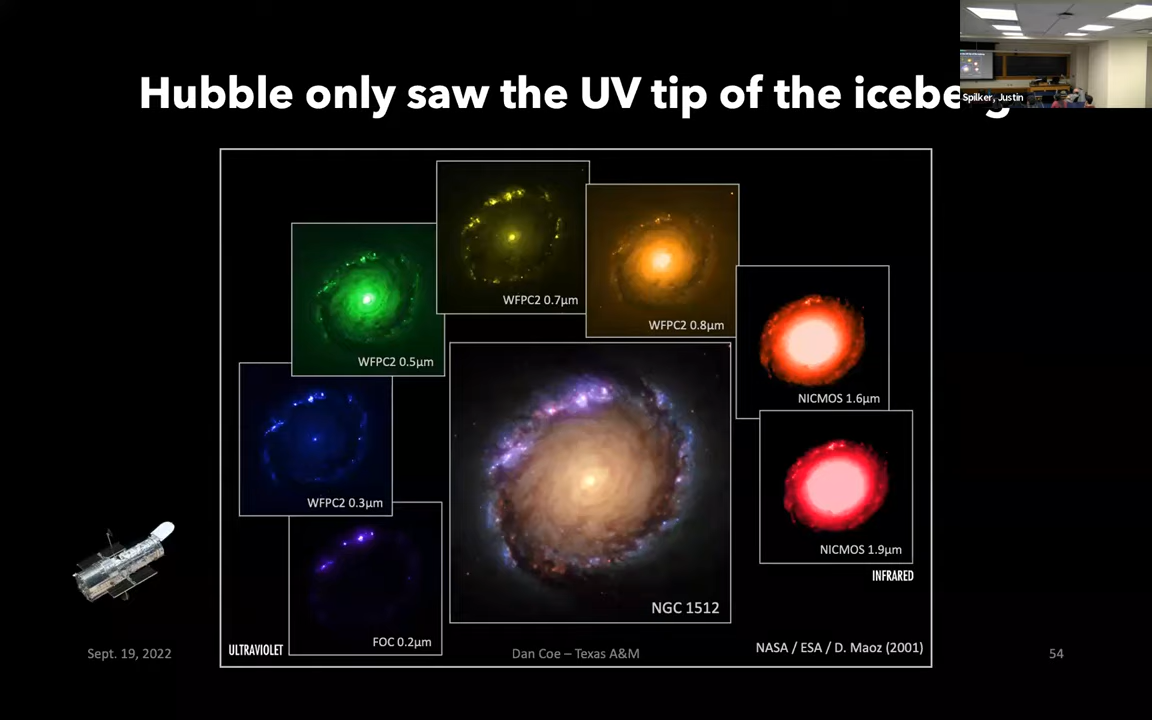 Hubble only saw the UV tip of the iceberg
Spilker, Justin
WFPC2 0.7µm
WFPC2 0.8µm
WFPC2 0.5µm
NICMOS 1.6µm
WFPC2 0.3µm
NICMOS 1.9µm
INFRARED
NGC 1512
FOC 0.2µm
ULTRAVIOLET
NASA / ESA / D. Maoz (2001)
Sept. 19, 2022
Dan Coe – Texas A&M
54